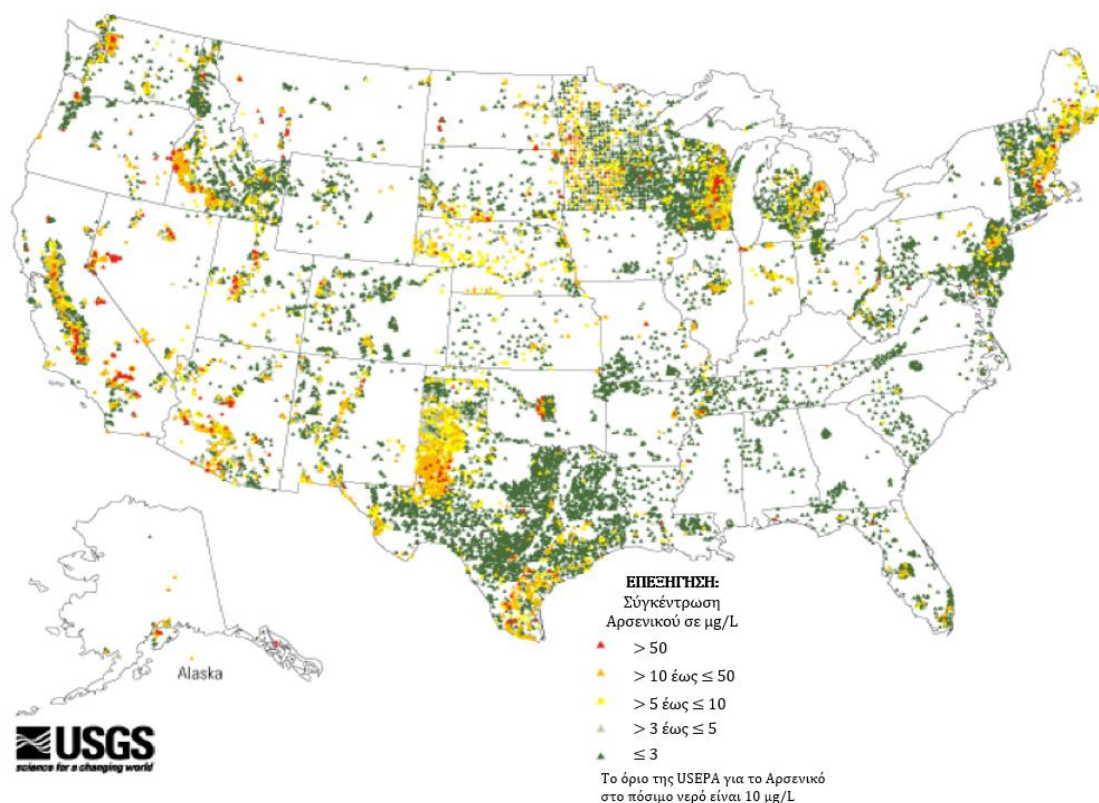 Alaska
USGS
science for a changing world
ΕΠΕΞΗΓΗΣΗ:
Σύγκέντρωση
Αρσενικού σε μg/L
> 50
> 10 έως ≤ 50
> 5 έως ≤ 10
> 3 έως ≤ 5
≤ 3
Το όριο της USEPA για το Αρσενικό
στο πόσιμο νερό είναι 10 μg/L